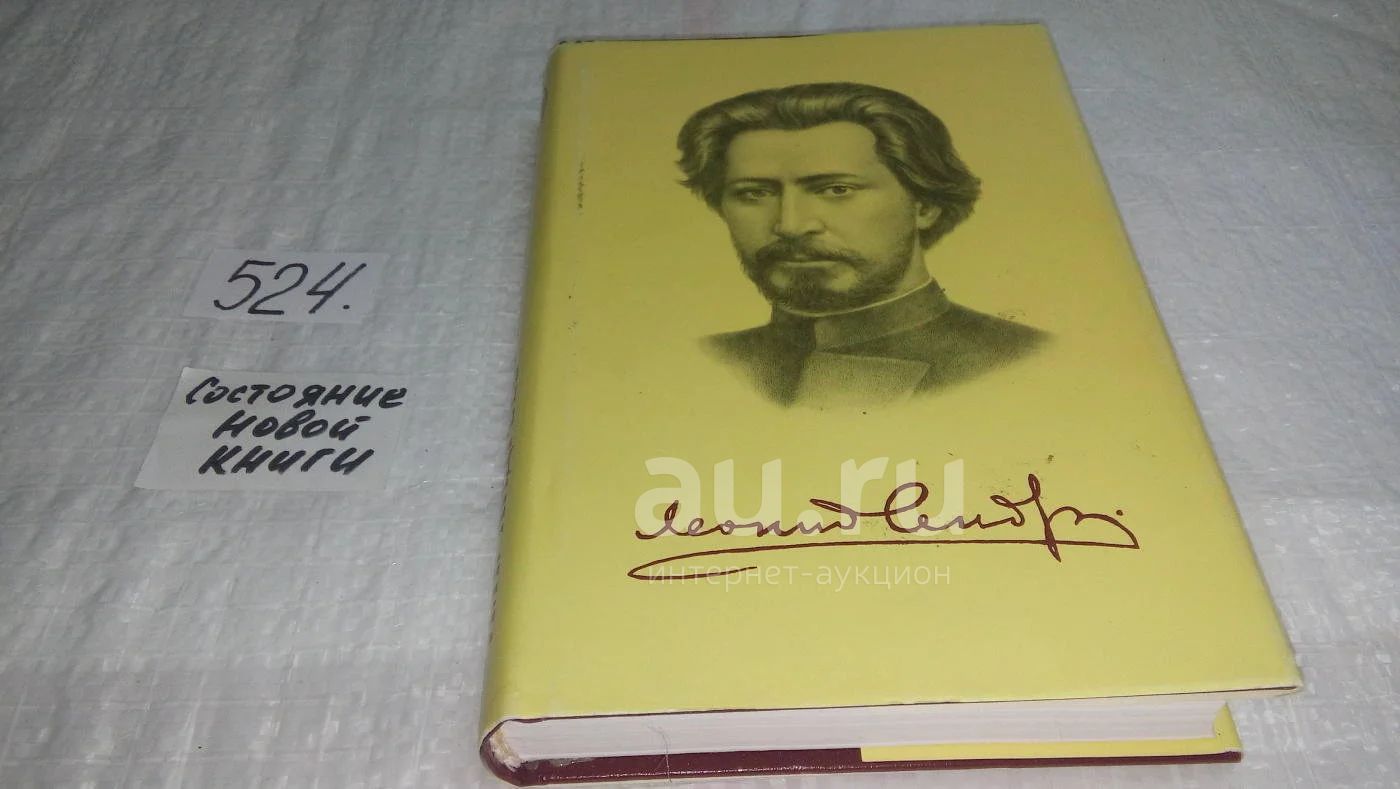 524.
Состояние
новой
книги
au.ru
интернет-аукцион
Леонид